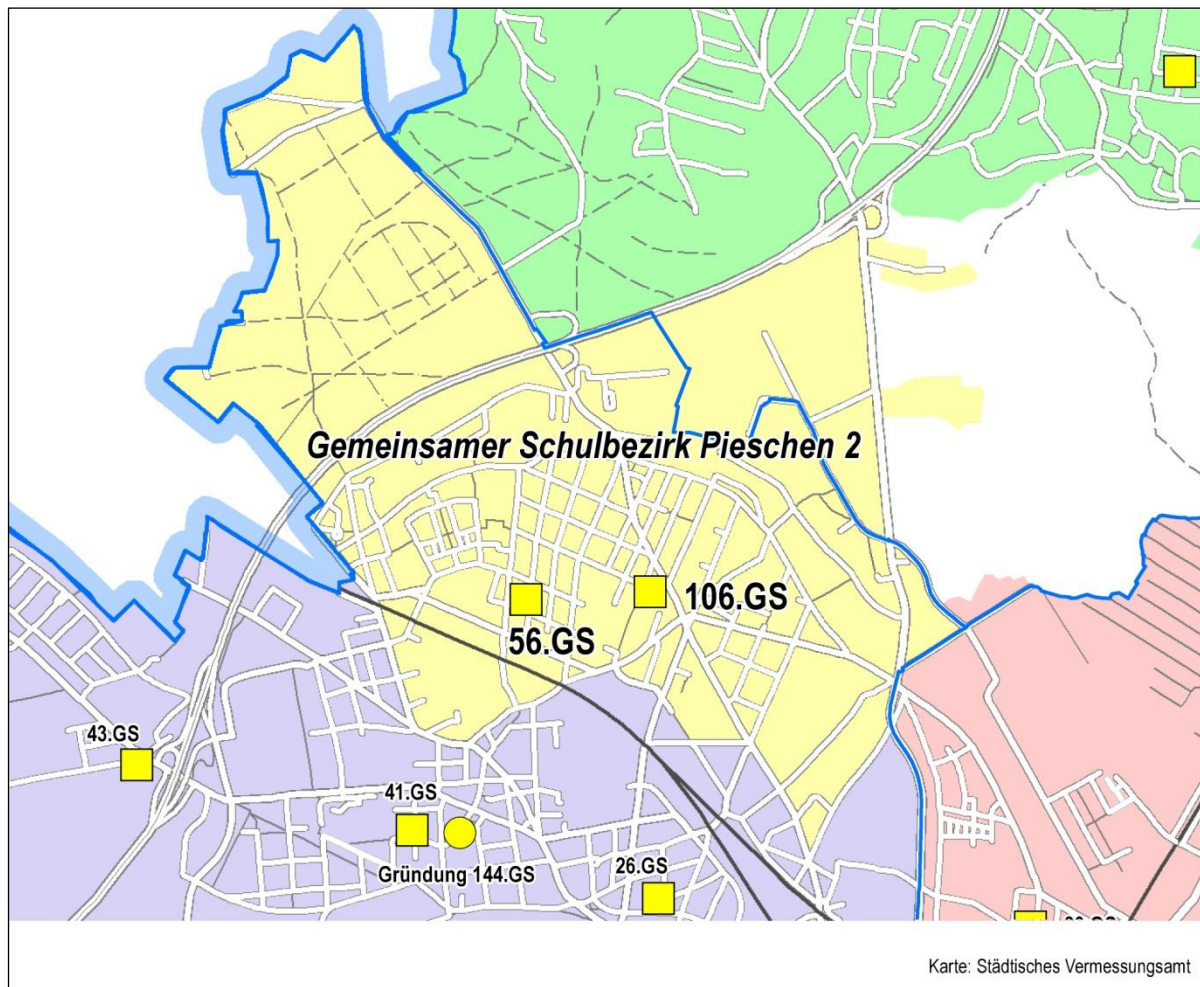 Gemeinsamer Schulbezirk Pieschen 2
106.GS
56.GS
43.GS
41.GS
Gründung 144.GS
26.GS
Karte: Städtisches Vermessungsamt